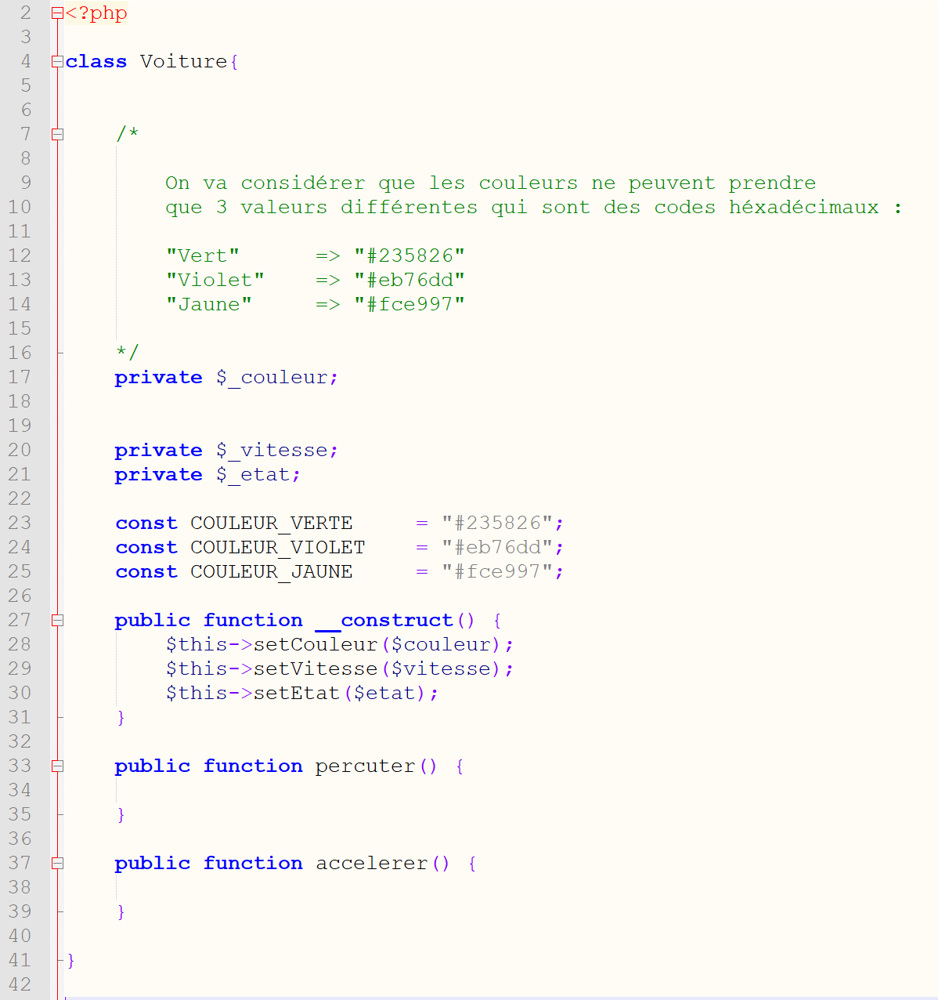 2 <?php
3
4 class Voiture{
5
6
7 /*
8
9 On va considérer que les couleurs ne peuvent prendre
10 que 3 valeurs différentes qui sont des codes héxadécimaux :
11
12 "Vert" => "#235826"
13 "Violet" => "#eb76dd"
14 "Jaune" => "#fce997"
15
16 */
17 private $_couleur;
18
19
20 private $_vitesse;
21 private $_etat;
22
23 const COULEUR_VERTE = "#235826";
24 const COULEUR_VIOLET = "#eb76dd";
25 const COULEUR_JAUNE = "#fce997";
26
27 public function __construct() {
28 $this->setCouleur($couleur);
29 $this->setVitesse($vitesse);
30 $this->setEtat($etat);
31 }
32
33 public function percuter() {
34
35 }
36
37 public function accelerer() {
38
39 }
40
41 }
42